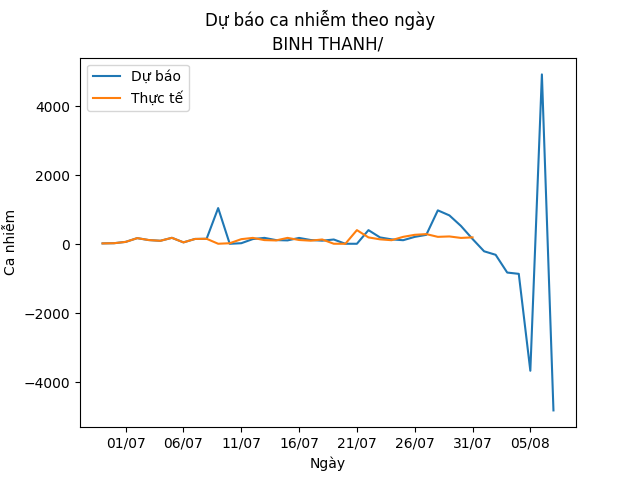 Dự báo ca nhiễm theo ngày
BINH THANH/
Dự báo
Thực tế
4000
2000
0
−2000
−4000
Ca nhiễm
01/07 06/07 11/07 16/07 21/07 26/07 31/07 05/08
Ngày